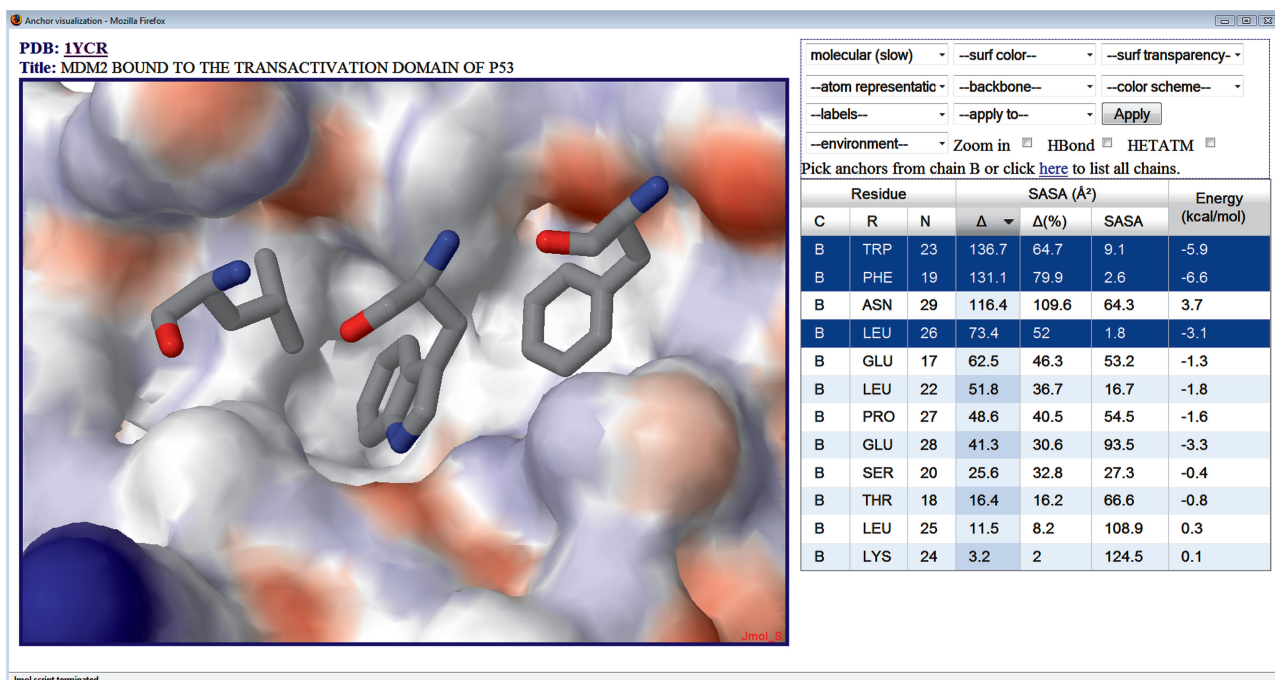 Anchor visualization - Mozilla Firefox
PDB: 1YCR
Title: MDM2 BOUND TO THE TRANSACTIVATION DOMAIN OF P53
molecular (slow) --surf color-- --surf transparency-
--atom representatic --backbone-- --color scheme--
--labels-- --apply to-- Apply
--environment-- Zoom in HBond HETATM
Pick anchors from chain B or click here to list all chains.
Residue SASA (Å²) Energy (kcal/mol)
C R N Δ Δ(%) SASA
B TRP 23 136.7 64.7 9.1 -5.9
B PHE 19 131.1 79.9 2.6 -6.6
B ASN 29 116.4 109.6 64.3 3.7
B LEU 26 73.4 52 1.8 -3.1
B GLU 17 62.5 46.3 53.2 -1.3
B LEU 22 51.8 36.7 16.7 -1.8
B PRO 27 48.6 40.5 54.5 -1.6
B GLU 28 41.3 30.6 93.5 -3.3
B SER 20 25.6 32.8 27.3 -0.4
B THR 18 16.4 16.2 66.6 -0.8
B LEU 25 11.5 8.2 108.9 0.3
B LYS 24 3.2 2 124.5 0.1
Jmol_S
Jmol script terminated